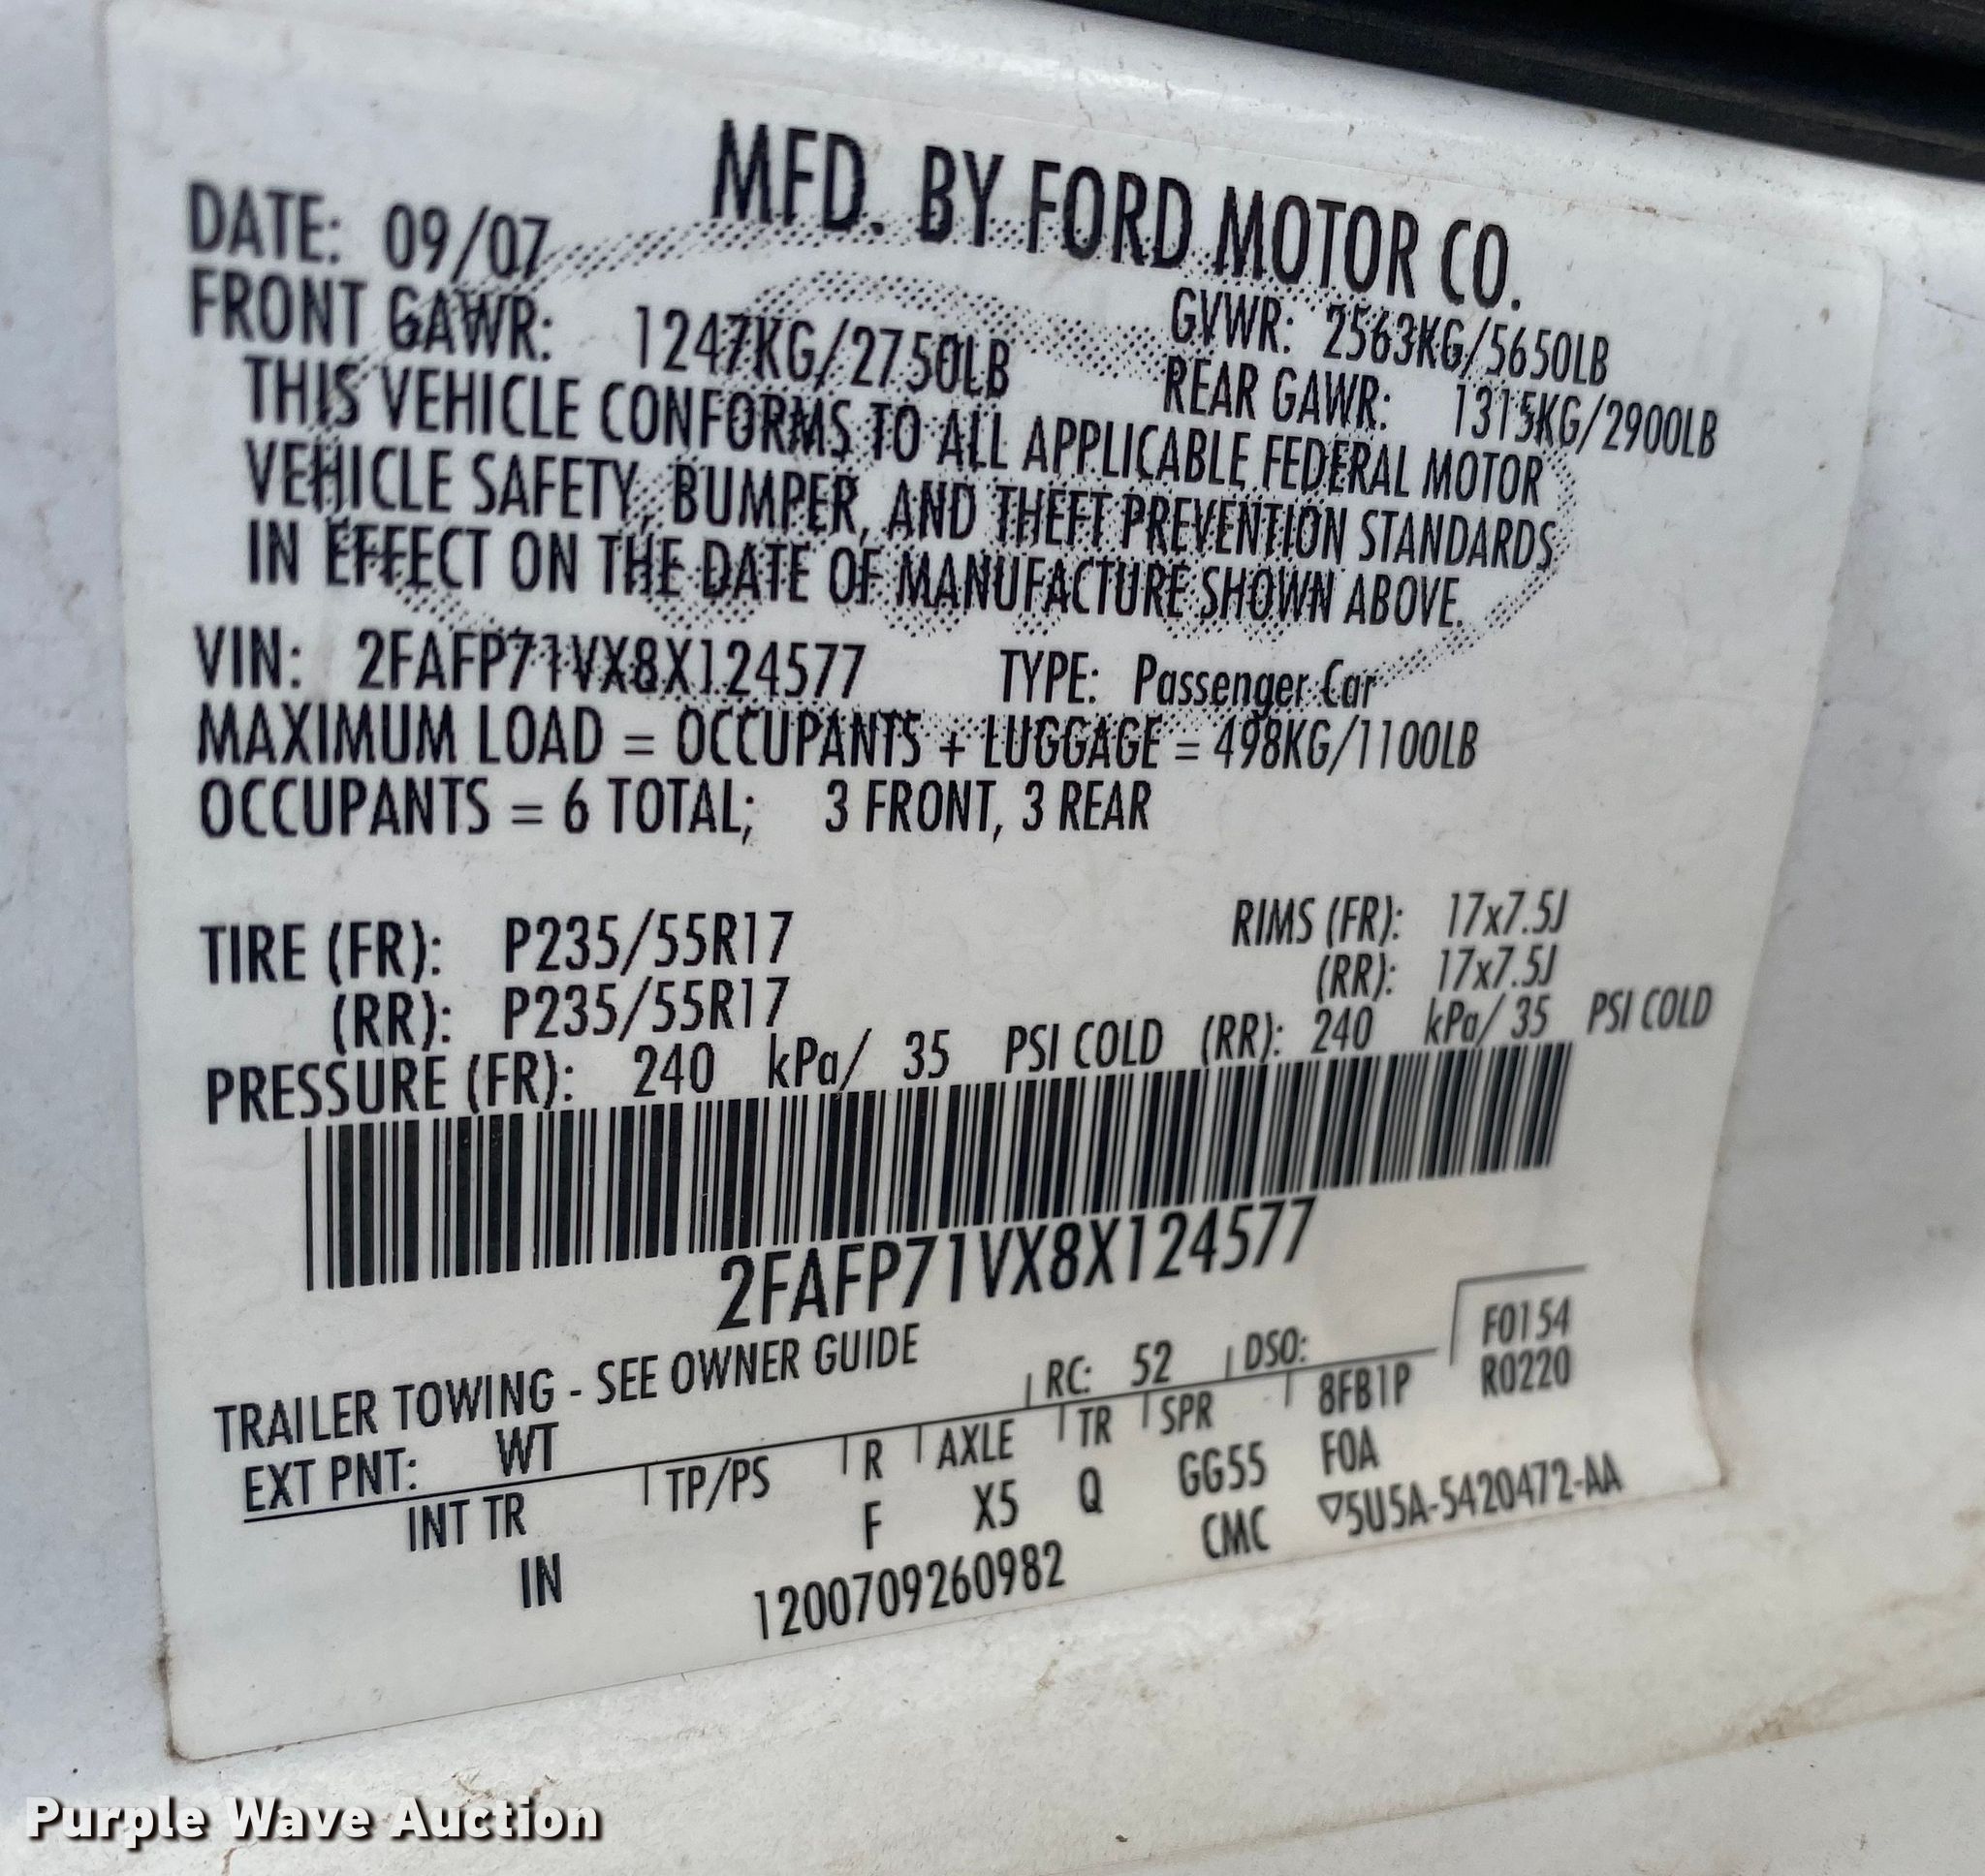 MFD. BY FORD MOTOR CO.
DATE: 09/07
GVWR: 2563KG/5650LB
FRONT GAWR: 1247KG/2750LB
REAR GAWR: 1315KG/2900LB
THIS VEHICLE CONFORMS TO ALL APPLICABLE FEDERAL MOTOR
VEHICLE SAFETY, BUMPER, AND THEFT PREVENTION STANDARDS
IN EFFECT ON THE DATE OF MANUFACTURE SHOWN ABOVE.
VIN: 2FAFP71VX8X124577 TYPE: Passenger Car
MAXIMUM LOAD = OCCUPANTS + LUGGAGE = 498KG/1100LB
OCCUPANTS = 6 TOTAL; 3 FRONT, 3 REAR
TIRE (FR): P235/55R17 RIMS (FR): 17x7.5J
(RR): P235/55R17 (RR): 17x7.5J
PRESSURE (FR): 240 kPa/ 35 PSI COLD (RR): 240 kPa/ 35 PSI COLD
2FAFP71VX8X124577
TRAILER TOWING - SEE OWNER GUIDE
F0154
EXT PNT: WT RC: 52 DSO:
R0220
INT TR TP/PS R AXLE TR SPR 8FB1P
IN F X5 Q GG55 FOA
1200709260982 CMC ▽5U5A-5420472-AA
Purple Wave Auction